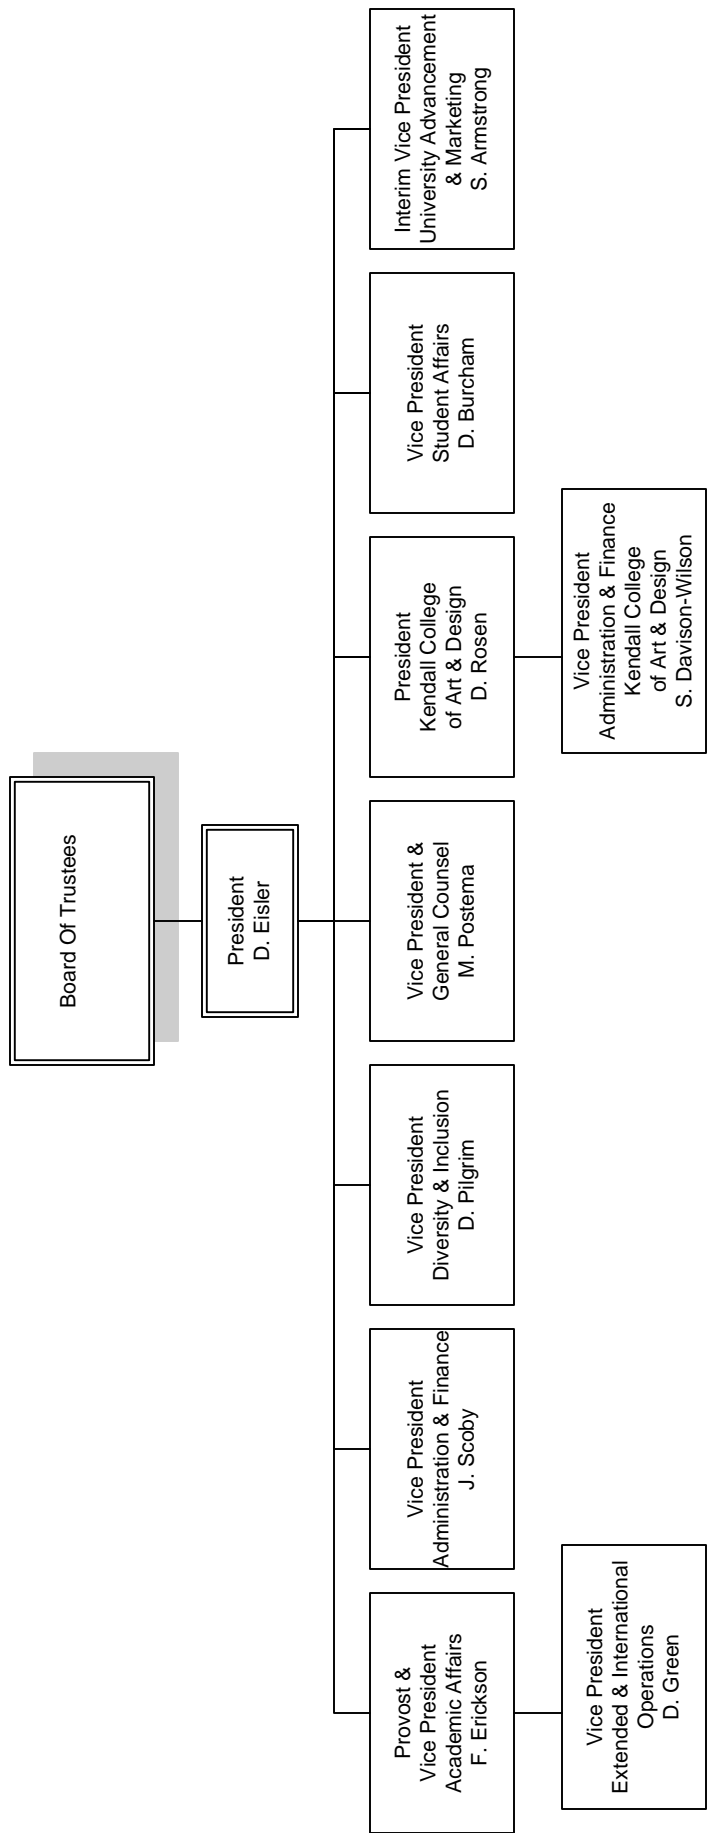 Board Of Trustees
President
D. Eisler
Provost &
Vice President
Academic Affairs
F. Erickson
Vice President
Administration & Finance
J. Scoby
Vice President
Diversity & Inclusion
D. Pilgrim
Vice President &
General Counsel
M. Postema
President
Kendall College
of Art & Design
D. Rosen
Vice President
Student Affairs
D. Burcham
Interim Vice President
University Advancement
& Marketing
S. Armstrong
Vice President
Extended & International
Operations
D. Green
Vice President
Administration & Finance
Kendall College
of Art & Design
S. Davison-Wilson